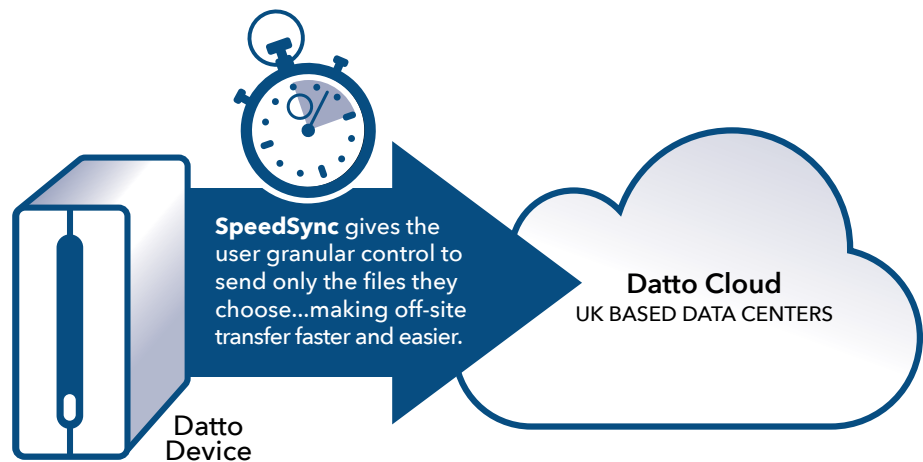 SpeedSync gives the
user granular control to
send only the files they
choose...making off-site
transfer faster and easier.
Datto Cloud
UK BASED DATA CENTERS
Datto
Device